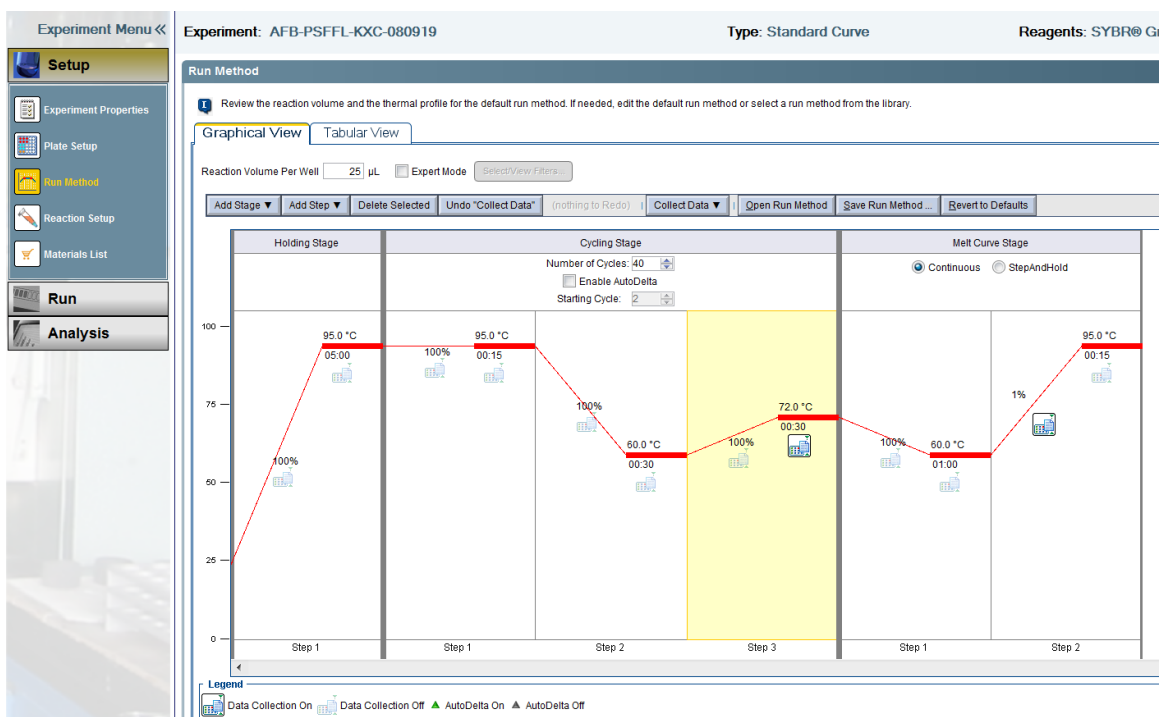 Experiment Menu «
Experiment: AFB-PSFFL-KXC-080919 Type: Standard Curve Reagents: SYBR® Gr
Setup
Experiment Properties
Plate Setup
Run Method
Reaction Setup
Materials List
Run
Analysis
Run Method
Review the reaction volume and the thermal profile for the default run method. If needed, edit the default run method or select a run method from the library.
Graphical View Tabular View
Reaction Volume Per Well 25 µL Expert Mode Select/View Filters...
Add Stage ▼ Add Step ▼ Delete Selected Undo "Collect Data" (nothing to Redo) Collect Data ▼ Open Run Method Save Run Method ... Revert to Defaults
Holding Stage Cycling Stage Melt Curve Stage
Number of Cycles: 40
Enable AutoDelta
Starting Cycle: 2
Continuous StepAndHold
100
95.0 °C 95.0 °C 95.0 °C
05:00 100% 00:15 00:15
1%
75 100% 72.0 °C
00:30
60.0 °C 100% 100% 60.0 °C
100% 00:30 01:00
50
25
0
Step 1 Step 1 Step 2 Step 3 Step 1 Step 2
Legend
Data Collection On Data Collection Off ▲ AutoDelta On ▲ AutoDelta Off